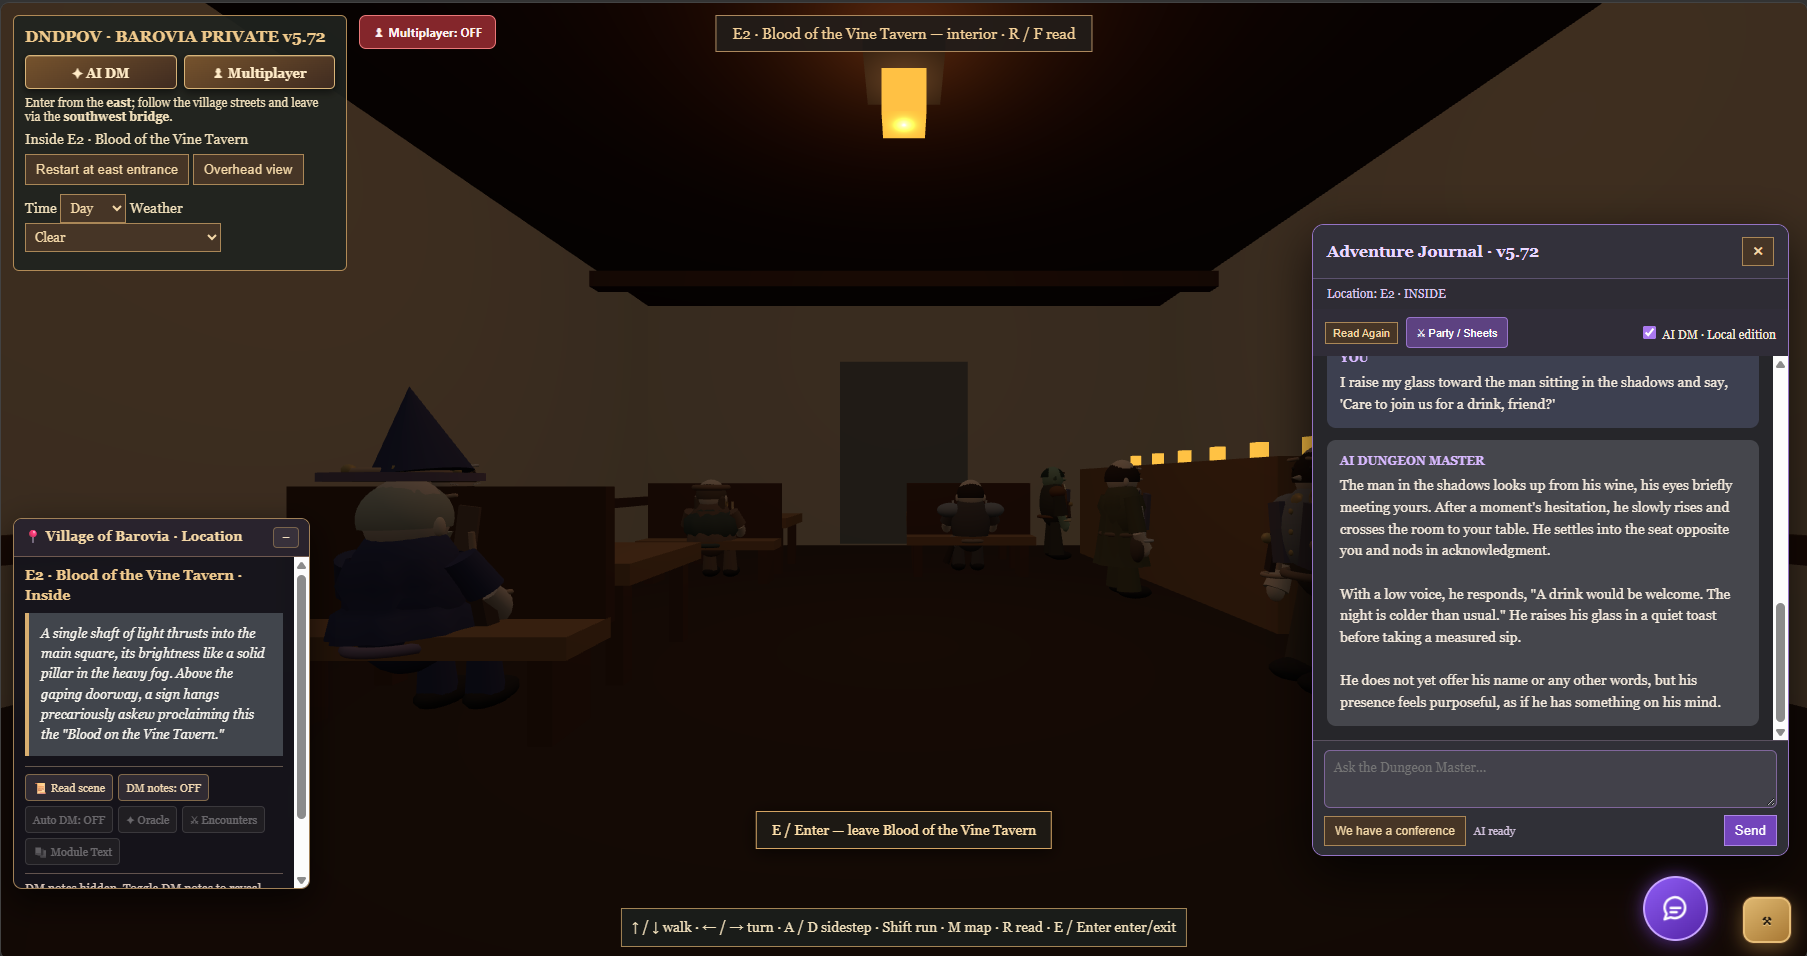 DNDPOV - BAROVIA PRIVATE v5.72
AI DM
Multiplayer
Enter from the east; follow the village streets and leave
via the southwest bridge.
Inside E2 · Blood of the Vine Tavern
Restart at east entrance
Overhead view
Time Day Weather
Clear
Multiplayer: OFF
E2 · Blood of the Vine Tavern — interior · R / F read
Village of Barovia · Location
–
E2 · Blood of the Vine Tavern ·
Inside
A single shaft of light thrusts into the
main square, its brightness like a solid
pillar in the heavy fog. Above the
gaping doorway, a sign hangs
precariously askew proclaiming this
the "Blood on the Vine Tavern."
Read scene
DM notes: OFF
Auto DM: OFF
Oracle
Encounters
Module Text
DM notes hidden. Toggle DM notes to reveal
E / Enter — leave Blood of the Vine Tavern
↑ / ↓ walk · ← / → turn · A / D sidestep · Shift run · M map · R read · E / Enter enter/exit
Adventure Journal · v5.72
×
Location: E2 · INSIDE
Read Again
Party / Sheets
AI DM · Local edition
YOU
I raise my glass toward the man sitting in the shadows and say,
'Care to join us for a drink, friend?'
AI DUNGEON MASTER
The man in the shadows looks up from his wine, his eyes briefly
meeting yours. After a moment's hesitation, he slowly rises and
crosses the room to your table. He settles into the seat opposite
you and nods in acknowledgment.
With a low voice, he responds, "A drink would be welcome. The
night is colder than usual." He raises his glass in a quiet toast
before taking a measured sip.
He does not yet offer his name or any other words, but his
presence feels purposeful, as if he has something on his mind.
Ask the Dungeon Master...
We have a conference
AI ready
Send